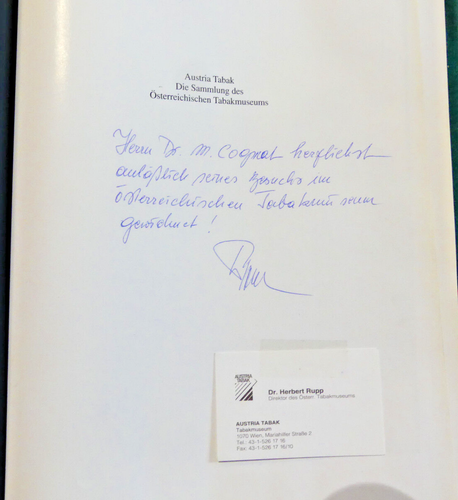 Austria Tabak
Die Sammlung des
Österreichischen Tabakmuseums
Herrn Dr. M. Cognat herzlichst
anläßlich seines Besuchs im
Österreichischen Tabakmuseum
gewidmet !
AUSTRIA
TABAK
Dr. Herbert Rupp
Direktor des Österr. Tabakmuseums
AUSTRIA TABAK
Tabakmuseum
1070 Wien, Mariahilfer Straße 2
Tel.: 43-1-526 17 16
Fax: 43-1-526 17 16/10